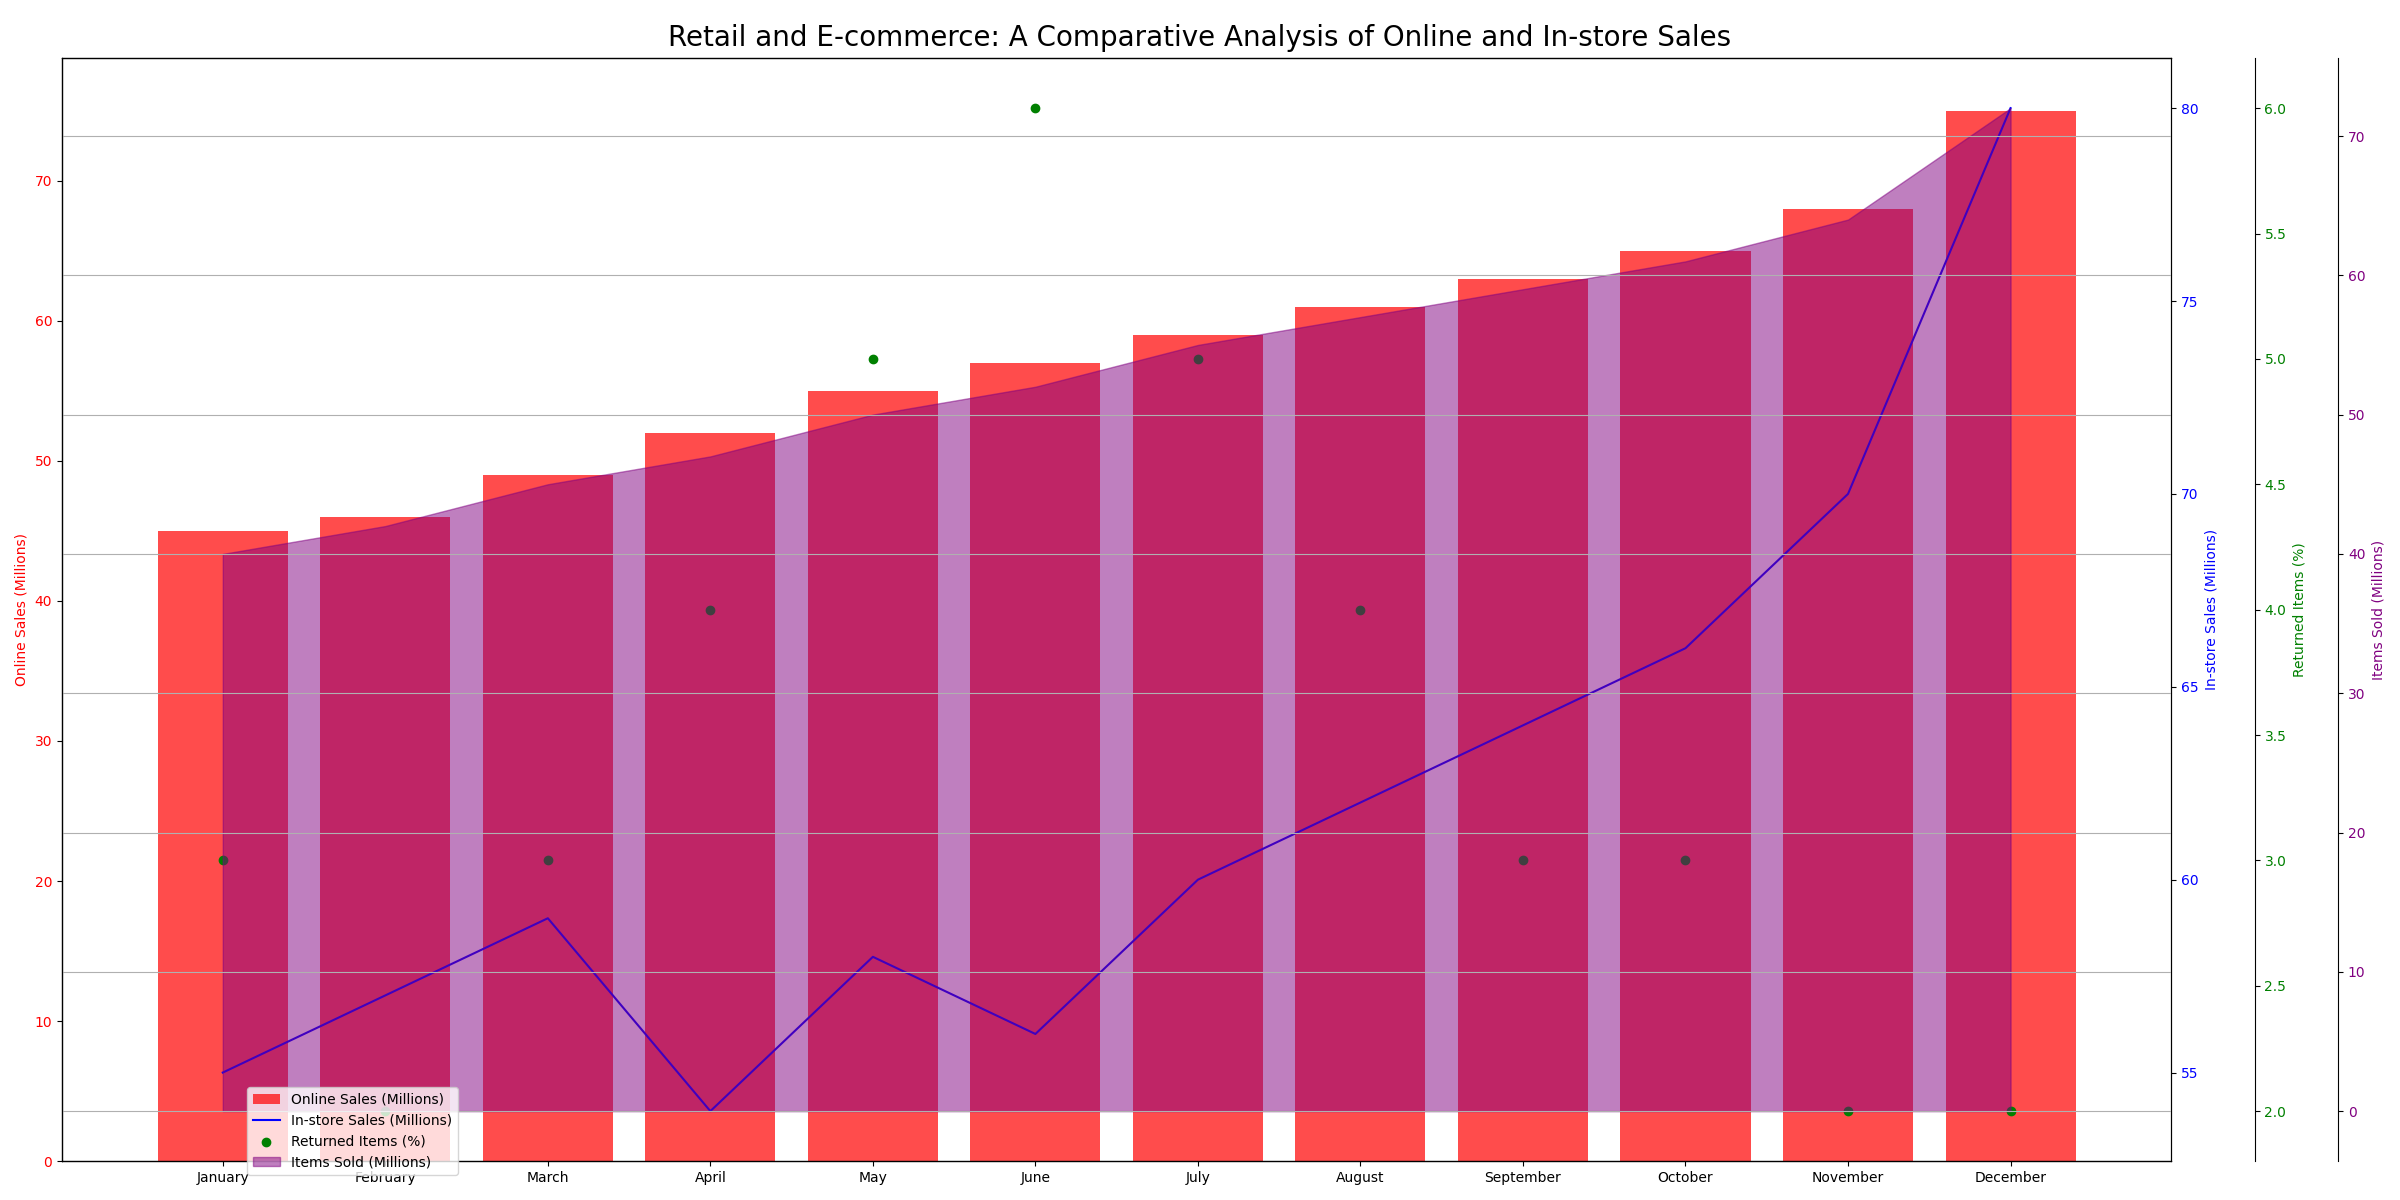 Retail and E-commerce: A Comparative Analysis of Online and In-store Sales
Online Sales (Millions)
70
60
50
40
30
20
10
0
January
February
March
April
May
June
July
August
September
October
November
December
80
75
70
65
60
55
In-store Sales (Millions)
6.0
5.5
5.0
4.5
4.0
3.5
3.0
2.5
2.0
Returned Items (%)
70
60
50
40
30
20
10
0
Items Sold (Millions)
Online Sales (Millions)
In-store Sales (Millions)
Returned Items (%)
Items Sold (Millions)